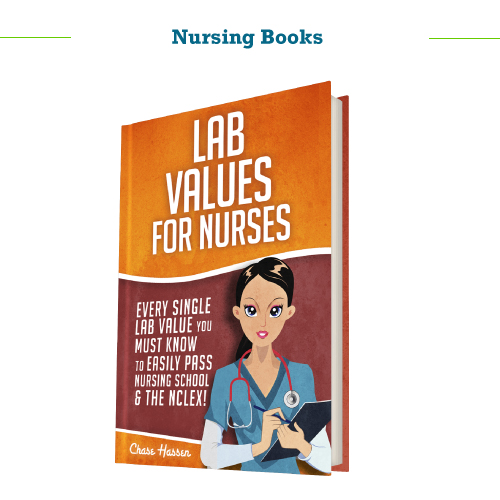 Nursing Books
LAB
VALUES
FOR NURSES
EVERY SINGLE
LAB VALUE YOU
MUST KNOW
TO EASILY PASS
NURSING SCHOOL
& THE NCLEX!
Chase Hassen